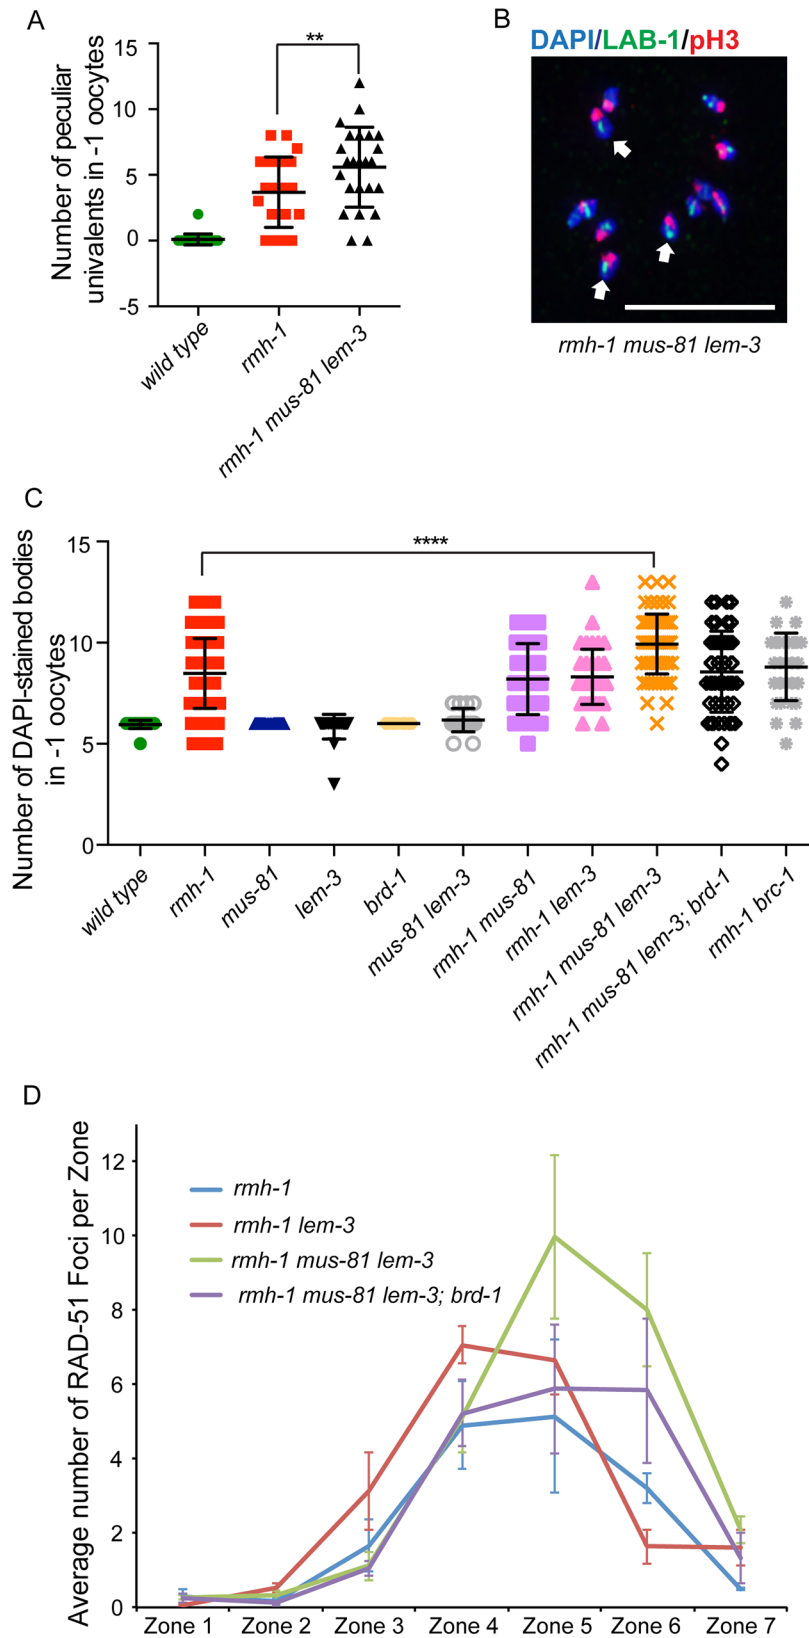 A
Number of peculiar
univalents in -1 oocytes
15
10
5
0
-5
**
wild type
rmh-1
rmh-1 mus-81 lem-3
B
DAPI/LAB-1/pH3
rmh-1 mus-81 lem-3
C
Number of DAPI-stained bodies
in -1 oocytes
15
10
5
0
****
wild type
rmh-1
mus-81
lem-3
brd-1
mus-81 lem-3
rmh-1 mus-81
rmh-1 lem-3
rmh-1 mus-81 lem-3
rmh-1 mus-81 lem-3; brd-1
rmh-1 brc-1
D
Average number of RAD-51 Foci per Zone
12
10
8
6
4
2
0
rmh-1
rmh-1 lem-3
rmh-1 mus-81 lem-3
rmh-1 mus-81 lem-3; brd-1
Zone 1 Zone 2 Zone 3 Zone 4 Zone 5 Zone 6 Zone 7